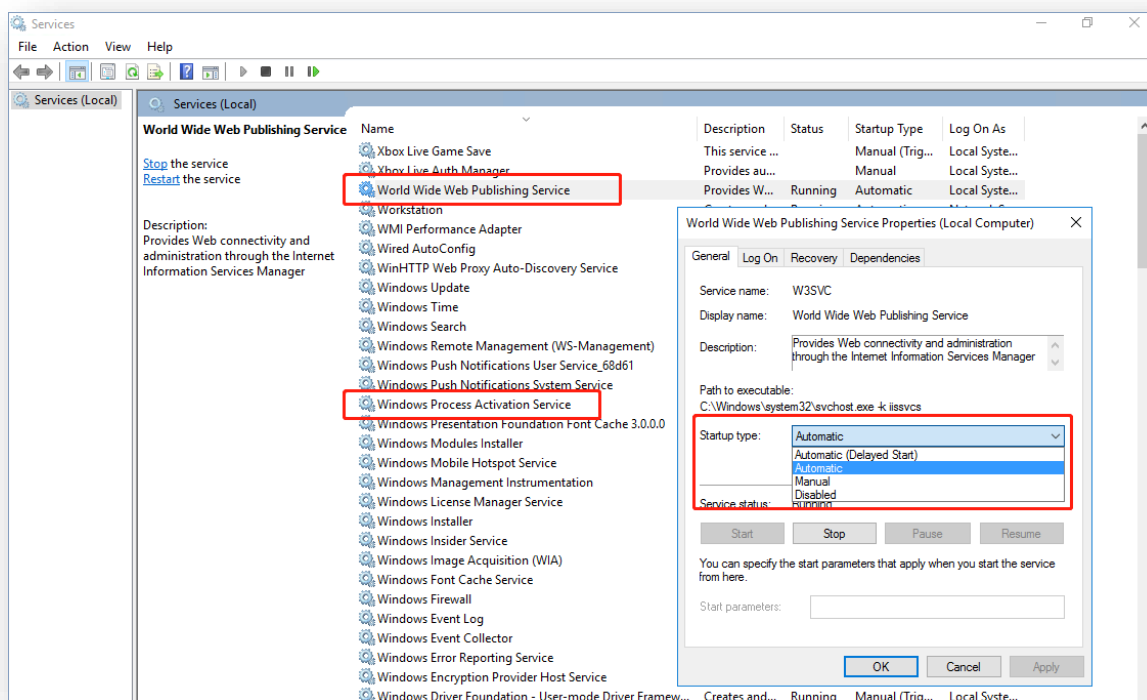 Services
File Action View Help
Services (Local)
Services (Local)
World Wide Web Publishing Service
Stop the service
Restart the service
Description:
Provides Web connectivity and
administration through the Internet
Information Services Manager
Name Description Status Startup Type Log On As
Xbox Live Game Save This service ... Manual (Trig... Local Syste...
Xbox Live Auth Manager Provides au... Manual Local Syste...
World Wide Web Publishing Service Provides W... Running Automatic Local Syste...
Workstation
WMI Performance Adapter
Wired AutoConfig
WinHTTP Web Proxy Auto-Discovery Service
Windows Update
Windows Time
Windows Search
Windows Remote Management (WS-Management)
Windows Push Notifications User Service_68d61
Windows Push Notifications System Service
Windows Process Activation Service
Windows Presentation Foundation Font Cache 3.0.0.0
Windows Modules Installer
Windows Mobile Hotspot Service
Windows Management Instrumentation
Windows License Manager Service
Windows Installer
Windows Insider Service
Windows Image Acquisition (WIA)
Windows Font Cache Service
Windows Firewall
Windows Event Log
Windows Event Collector
Windows Error Reporting Service
Windows Encryption Provider Host Service
Windows Driver Foundation - User-mode Driver Framew... Creates and... Running Manual (Trig... Local Syste...
World Wide Web Publishing Service Properties (Local Computer)
General Log On Recovery Dependencies
Service name: W3SVC
Display name: World Wide Web Publishing Service
Description: Provides Web connectivity and administration
through the Internet Information Services Manager
Path to executable:
C:\Windows\system32\svchost.exe -k iissvcs
Startup type: Automatic
Automatic (Delayed Start)
Automatic
Manual
Disabled
Service status: Running
Start Stop Pause Resume
You can specify the start parameters that apply when you start the service
from here.
Start parameters:
OK Cancel Apply